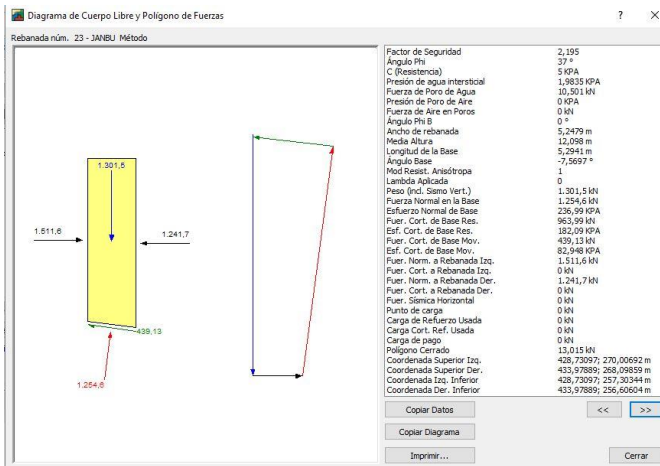 Diagrama de Cuerpo Libre y Polígono de Fuerzas ? ×
Rebanada núm. 23 - JANBU Método
1.301,5
1.511,6
1.241,7
439,13
1.254,6
Factor de Seguridad 2,195
Ángulo Phi 37 °
C (Resistencia) 5 KPA
Presión de agua intersticial 1,9835 KPA
Fuerza de Poro de Agua 10,501 kN
Presión de Poro de Aire 0 KPA
Fuerza de Aire en Poros 0 kN
Ángulo Phi B 0 °
Ancho de rebanada 5,2479 m
Media Altura 12,098 m
Longitud de la Base 5,2941 m
Ángulo Base -7,5697 °
Mod Resist. Anisótropa 1
Lambda Aplicada 0
Peso (incl. Sismo Vert.) 1.301,5 kN
Fuerza Normal en la Base 1.254,6 kN
Esfuerzo Normal de Base 236,99 KPA
Fuer. Cort. de Base Res. 963,99 kN
Esf. Cort. de Base Res. 182,09 KPA
Fuer. Cort. de Base Mov. 439,13 kN
Esf. Cort. de Base Mov. 82,948 KPA
Fuer. Norm. a Rebanada Izq. 1.511,6 kN
Fuer. Cort. a Rebanada Izq. 0 kN
Fuer. Norm. a Rebanada Der. 1.241,7 kN
Fuer. Cort. a Rebanada Der. 0 kN
Fuer. Sísmica Horizontal 0 kN
Punto de carga 0 kN
Carga de Refuerzo Usada 0 kN
Carga Cort. Ref. Usada 0 kN
Carga de pago 0 kN
Polígono Cerrado 13,015 kN
Coordenada Superior Izq. 428,73097; 270,00692 m
Coordenada Superior Der. 433,97889; 268,09859 m
Coordenada Izq. Inferior 428,73097; 257,30344 m
Coordenada Der. Inferior 433,97889; 256,60604 m
Copiar Datos << >>
Copiar Diagrama
Imprimir... Cerrar